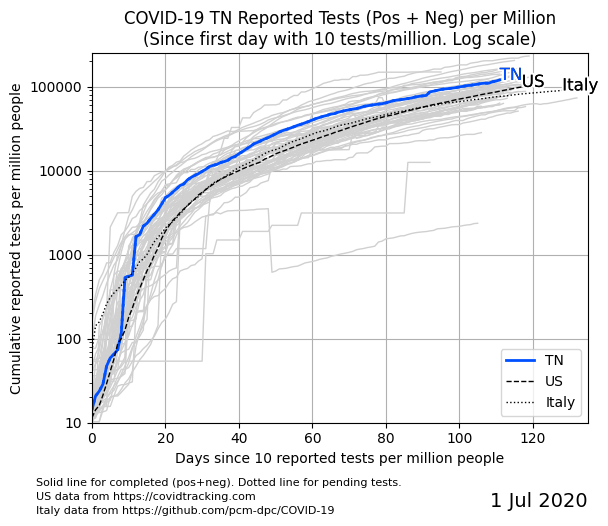 COVID-19 TN Reported Tests (Pos + Neg) per Million
(Since first day with 10 tests/million. Log scale)
Cumulative reported tests per million people
100000
10000
1000
100
10
TN
US
Italy
TN
US
Italy
0 20 40 60 80 100 120
Days since 10 reported tests per million people
Solid line for completed (pos+neg). Dotted line for pending tests.
US data from https://covidtracking.com
Italy data from https://github.com/pcm-dpc/COVID-19
1 Jul 2020